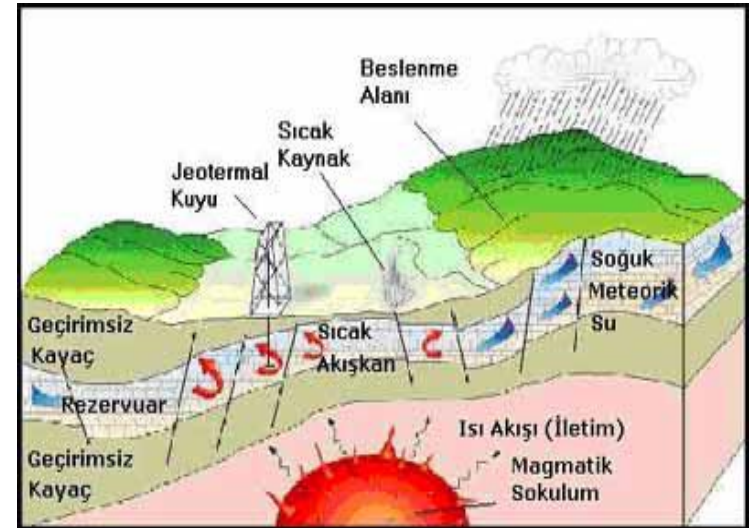 Beslenme
Alanı
Sıcak
Kaynak
Jeotermal
Kuyu
Soğuk
Meteorik
Su
Geçirimsiz
Kayaç
Sıcak
Akışkan
Rezervuar
Isı Akışı (İletim)
Geçirimsiz
Kayaç
Magmatik
Sokulum